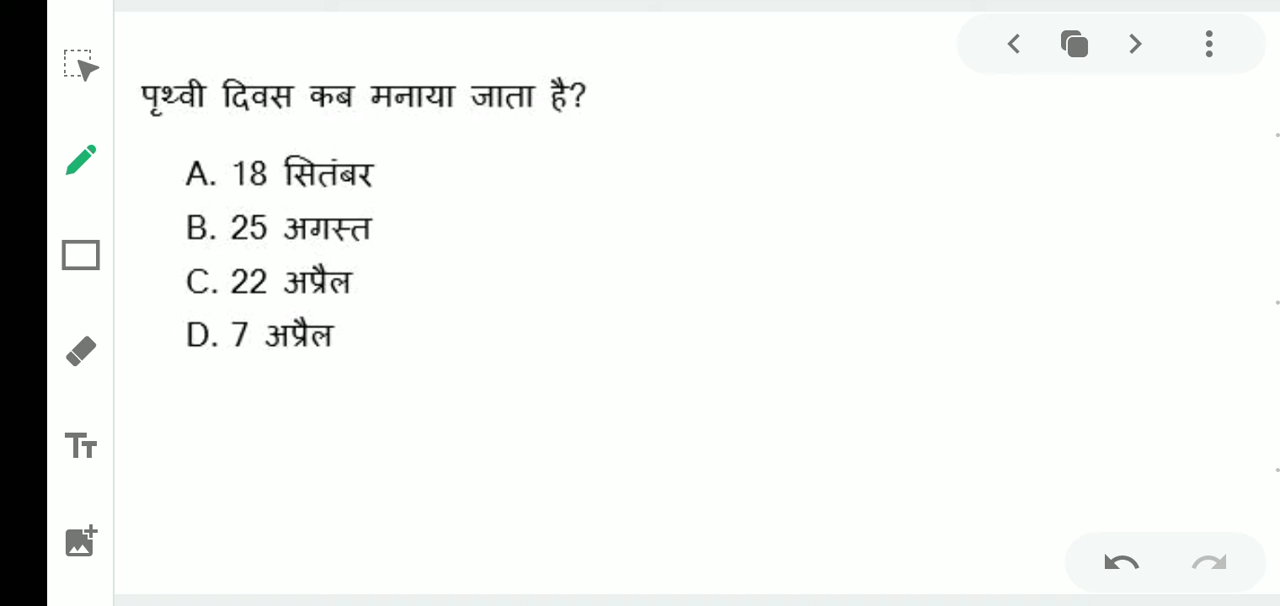 पृथ्वी दिवस कब मनाया जाता है?
A. 18 सितंबर
B. 25 अगस्त
C. 22 अप्रैल
D. 7 अप्रैल